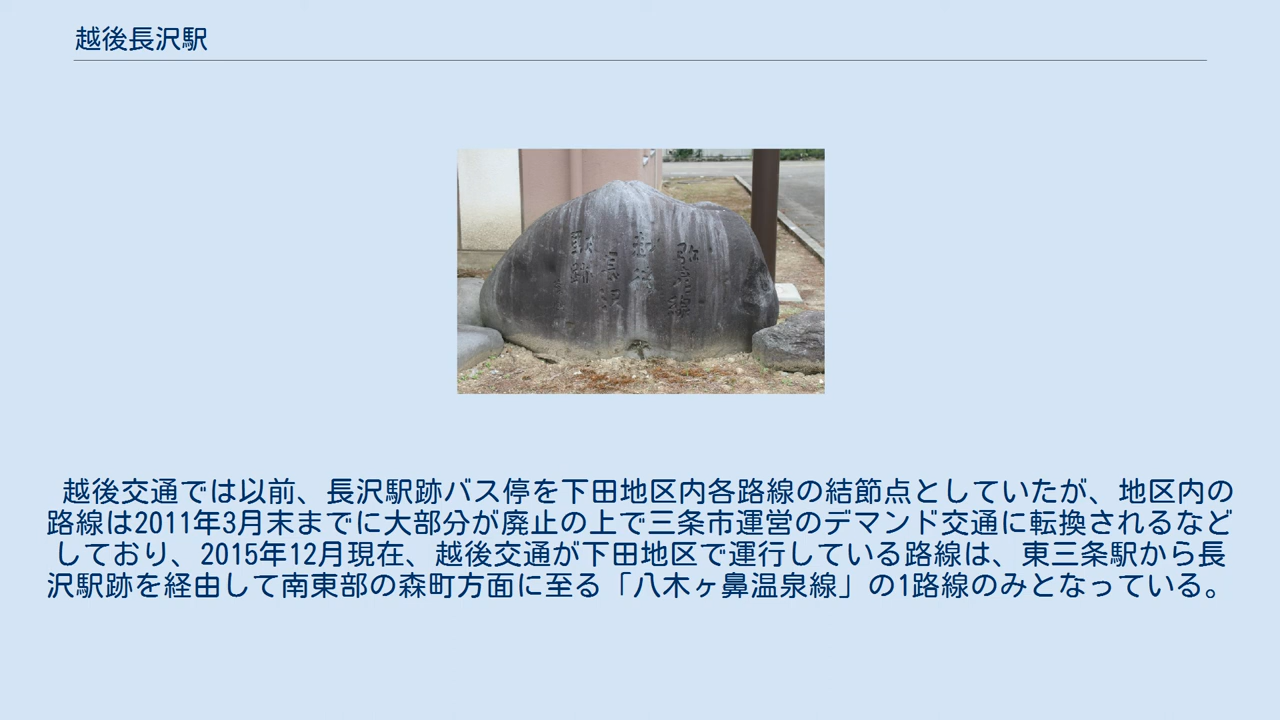 越後長沢駅
弥彦線
越後交通では以前、長沢駅跡バス停を下田地区内各路線の結節点としていたが、地区内の
路線は2011年3月末までに大部分が廃止の上で三条市運営のデマンド交通に転換されるなど
しており、2015年12月現在、越後交通が下田地区で運行している路線は、東三条駅から長
沢駅跡を経由して南東部の森町方面に至る「八木ヶ鼻温泉線」の1路線のみとなっている。